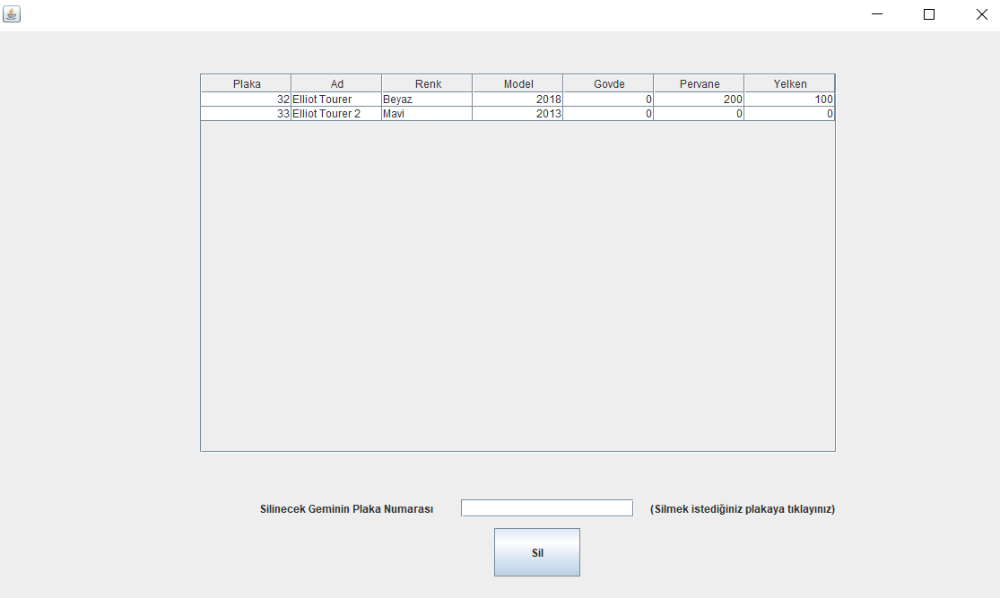 Plaka Ad Renk Model Govde Pervane Yelken
32 Elliot Tourer Beyaz 2018 0 200 100
33 Elliot Tourer 2 Mavi 2013 0 0 0
Silinecek Geminin Plaka Numarası (Silmek istediğiniz plakaya tıklayınız)
Sil